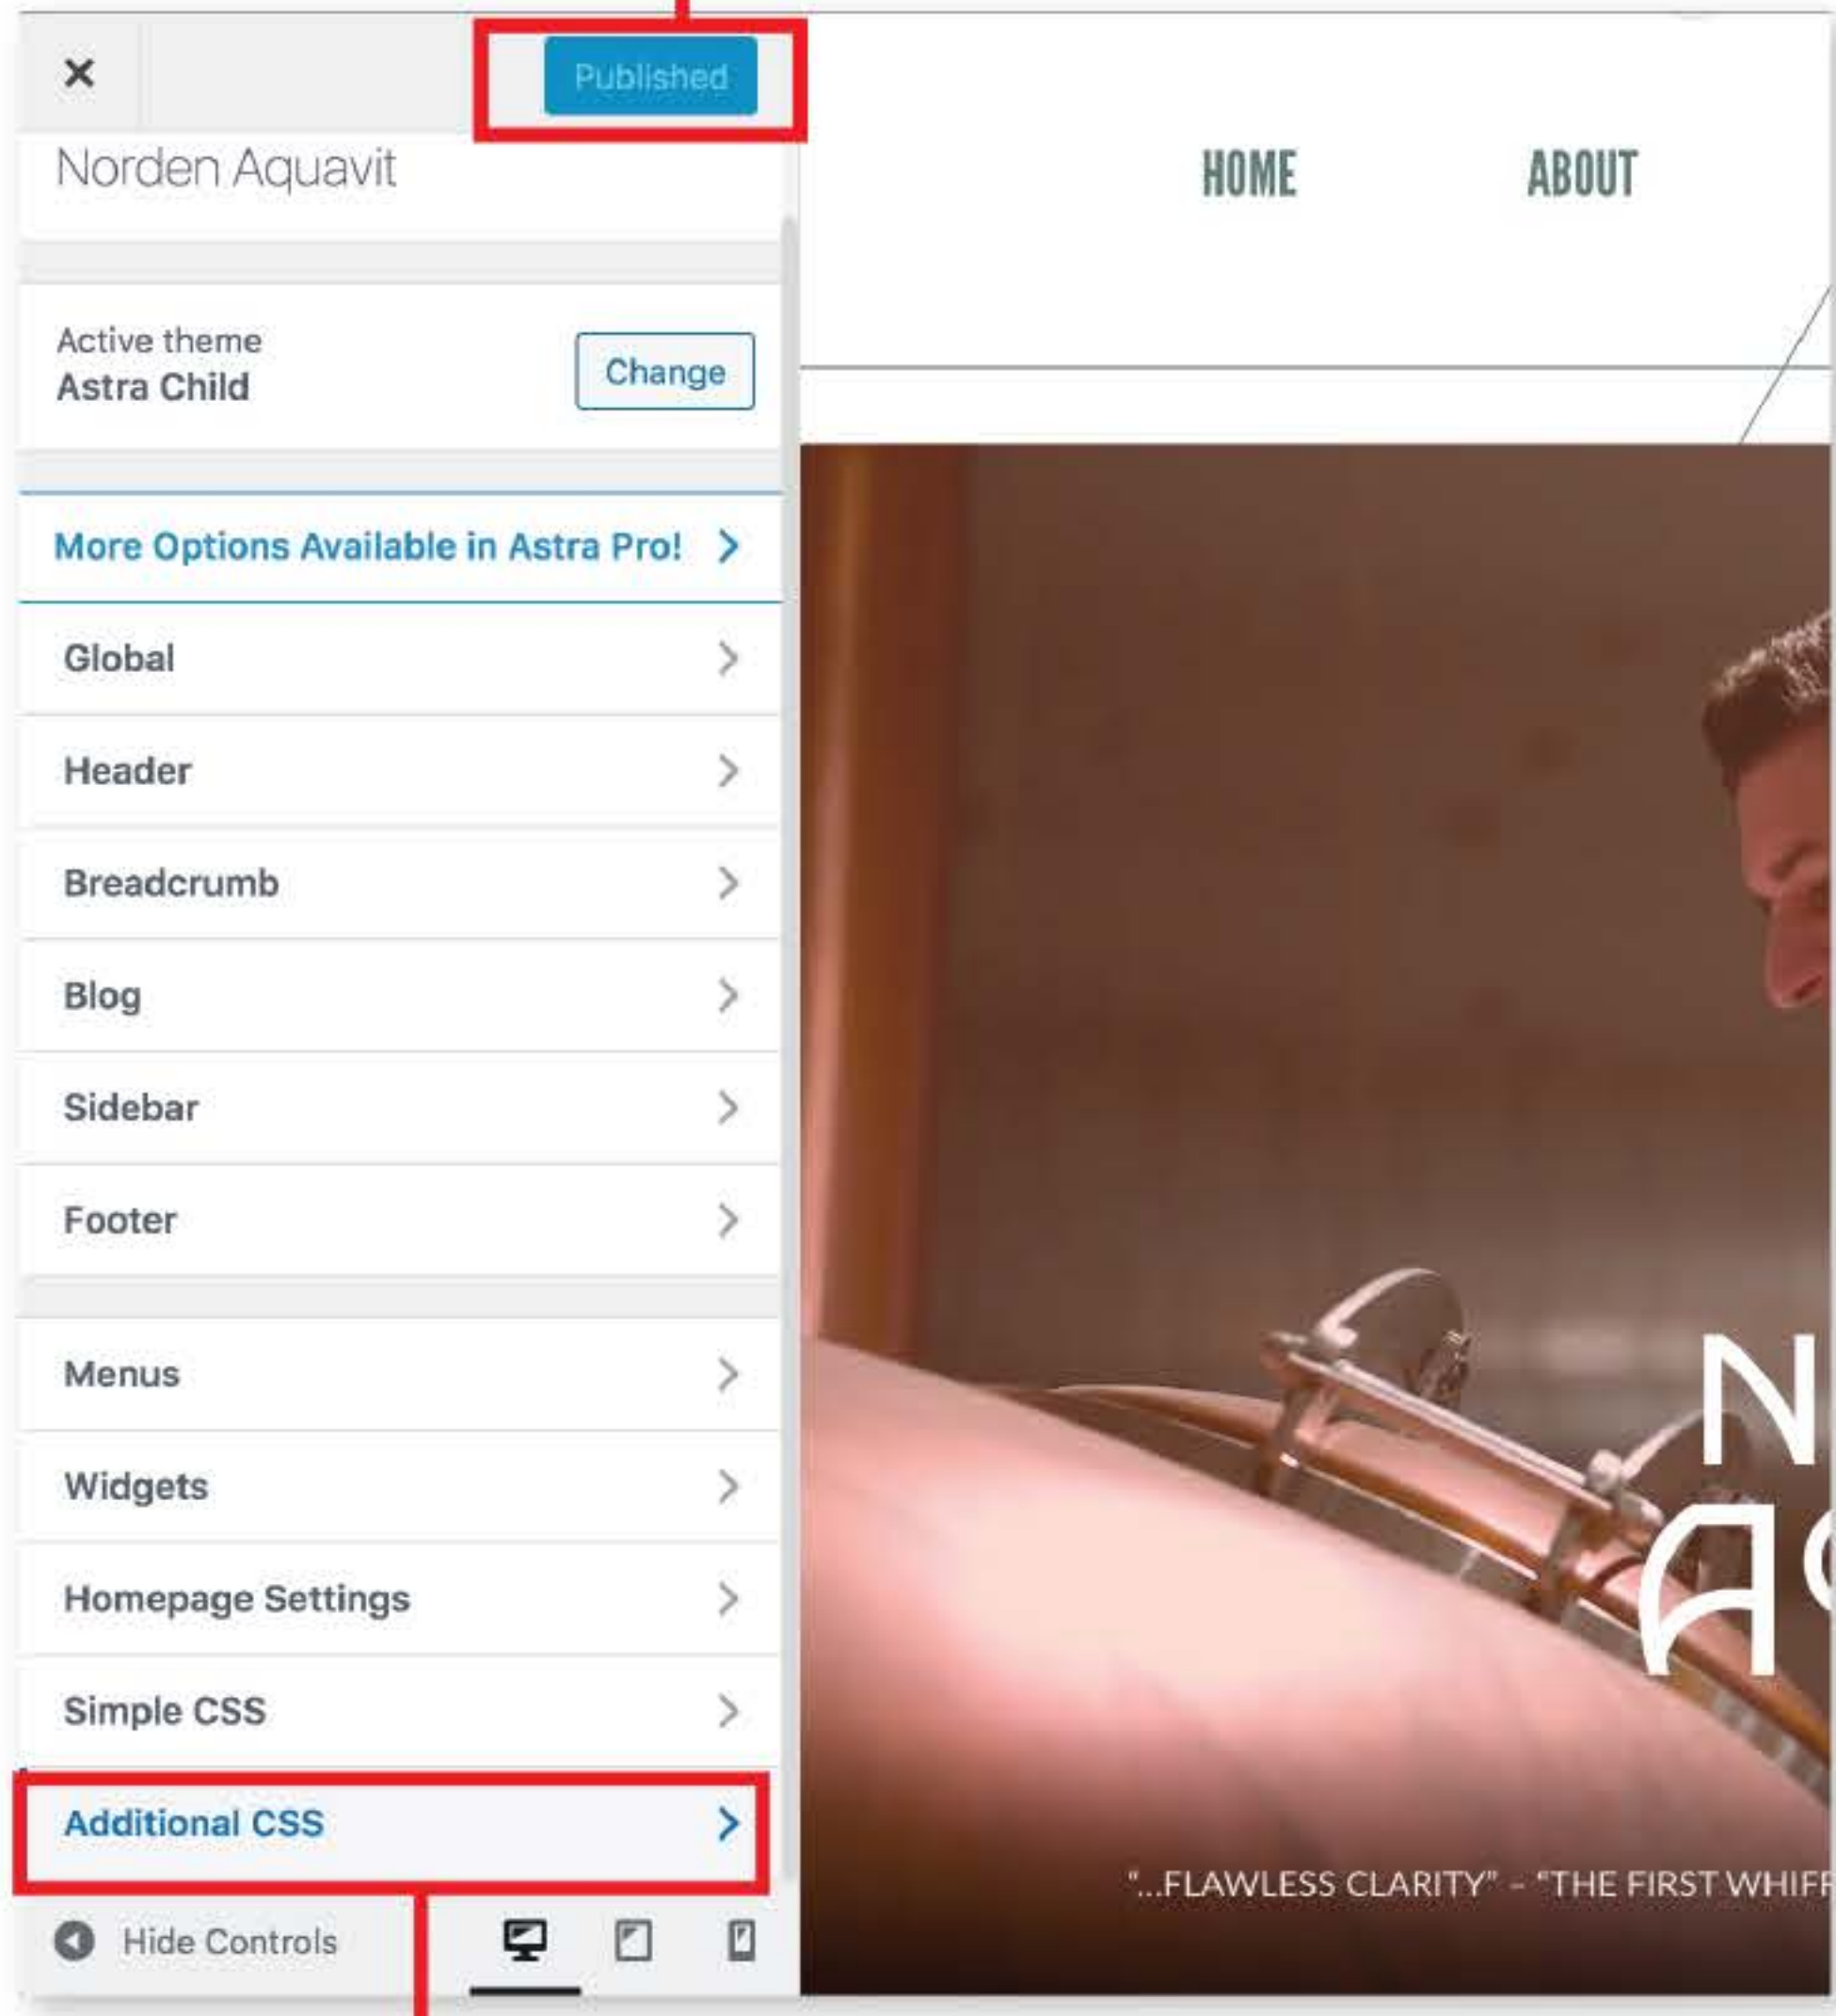 Published
Norden Aquavit
Active theme
Astra Child
Change
More Options Available in Astra Pro!
Global
Header
Breadcrumb
Blog
Sidebar
Footer
Menus
Widgets
Homepage Settings
Simple CSS
Additional CSS
Hide Controls
HOME ABOUT
N
A
"...FLAWLESS CLARITY" – "THE FIRST WHIFF